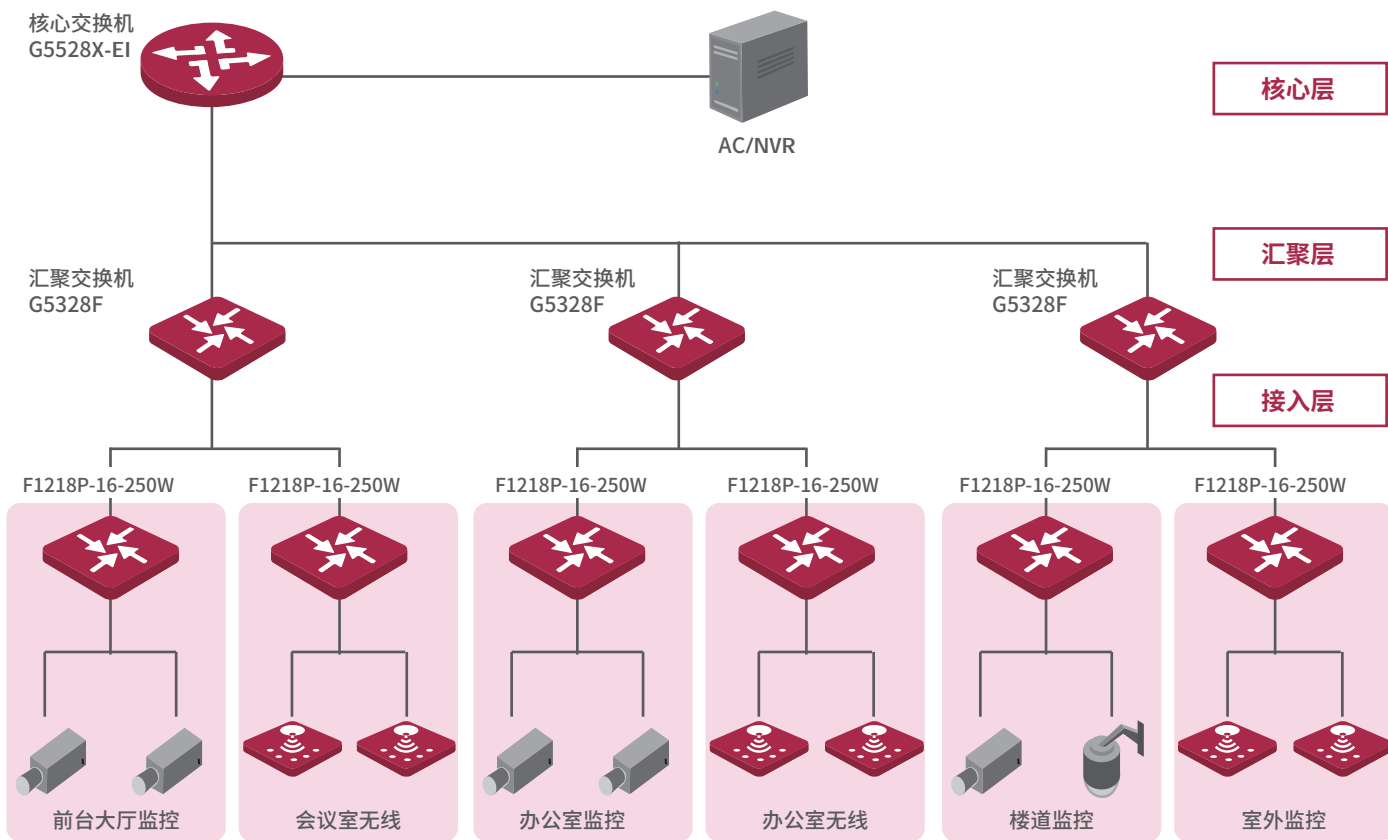 核心交换机
G5528X-EI
AC/NVR
核心层
汇聚层
汇聚交换机
G5328F
汇聚交换机
G5328F
汇聚交换机
G5328F
接入层
F1218P-16-250W
F1218P-16-250W
F1218P-16-250W
F1218P-16-250W
F1218P-16-250W
F1218P-16-250W
前台大厅监控
会议室无线
办公室监控
办公室无线
楼道监控
室外监控